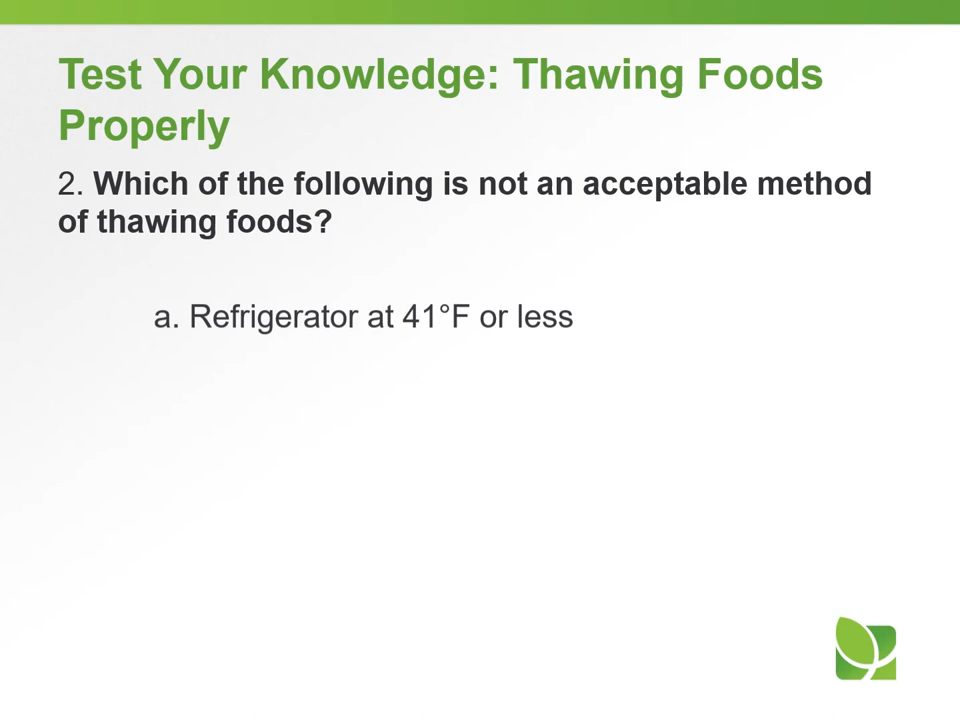 Test Your Knowledge: Thawing Foods
Properly
2. Which of the following is not an acceptable method
of thawing foods?
a. Refrigerator at 41°F or less